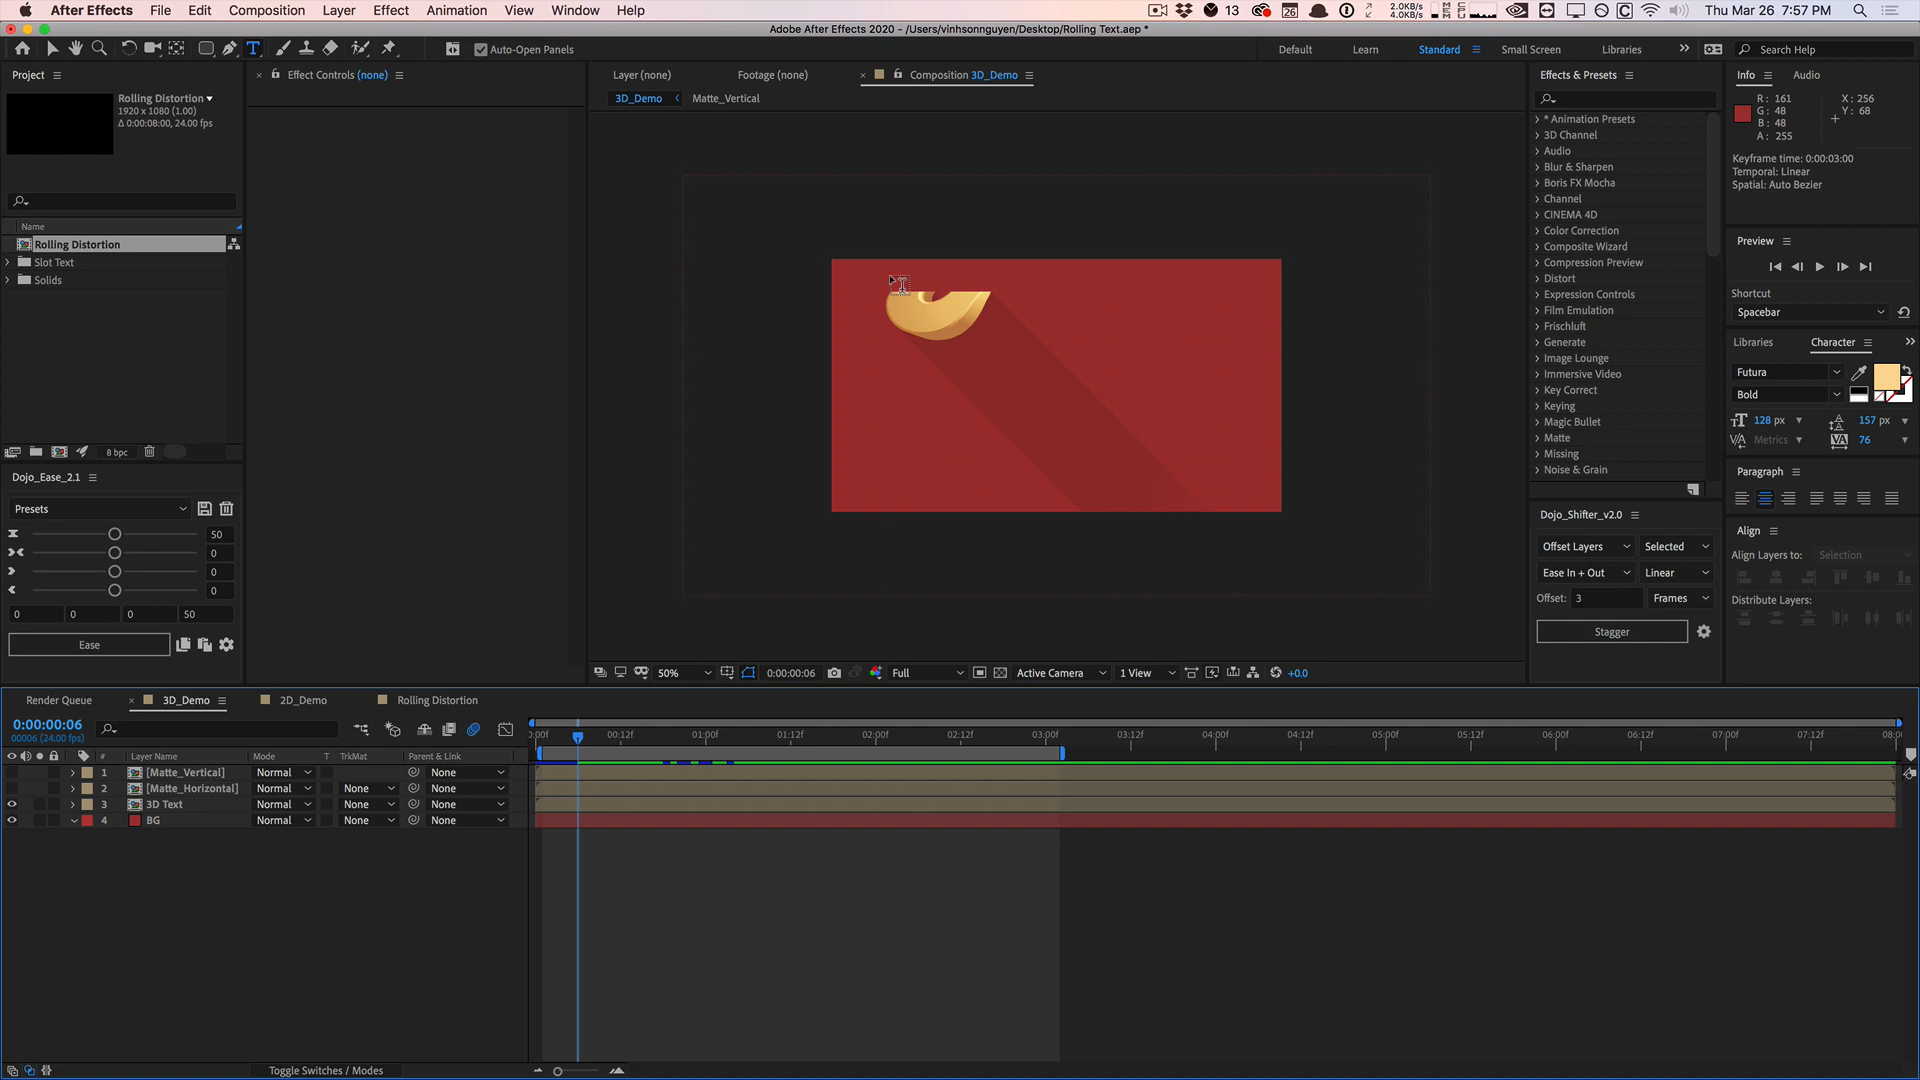 After Effects File Edit Composition Layer Effect Animation View Window Help 13 26 2.0KB/s 4.0KB/s Thu Mar 26 7:57 PM
Adobe After Effects 2020 - /Users/vinhsonnguyen/Desktop/Rolling Text.aep *
Auto-Open Panels Default Learn Standard Small Screen Libraries Search Help
Project Effect Controls (none) Layer (none) Footage (none) Composition 3D_Demo Effects & Presets Info Audio
Rolling Distortion
1920 x 1080 (1.00)
Δ 0:00:08:00, 24.00 fps
3D_Demo Matte_Vertical
R: 161 X: 256
G: 48 Y: 68
B: 48
A: 255
Keyframe time: 0:00:03:00
Temporal: Linear
Spatial: Auto Bezier
Name
Rolling Distortion
Slot Text
Solids
* Animation Presets
3D Channel
Audio
Blur & Sharpen
Boris FX Mocha
Channel
CINEMA 4D
Color Correction
Composite Wizard
Compression Preview
Distort
Expression Controls
Film Emulation
Frischluft
Generate
Image Lounge
Immersive Video
Key Correct
Keying
Magic Bullet
Matte
Missing
Noise & Grain
Preview
Shortcut
Spacebar
Libraries Character
Futura
Bold
128 px 157 px
Metrics 76
Paragraph
Align
Align Layers to: Selection
Distribute Layers:
8 bpc
Dojo_Ease_2.1
Presets
50
0
0
0
0 0 0 50
Ease
Dojo_Shifter_v2.0
Offset Layers Selected
Ease In + Out Linear
Offset: 3 Frames
Stagger
50% 0:00:00:06 Full Active Camera 1 View +0.0
Render Queue 3D_Demo 2D_Demo Rolling Distortion
0:00:00:06
00006 (24.00 fps)
0:00f 00:12f 01:00f 01:12f 02:00f 02:12f 03:00f 03:12f 04:00f 04:12f 05:00f 05:12f 06:00f 06:12f 07:00f 07:12f 08:0
# Layer Name Mode T TrkMat Parent & Link
1 [Matte_Vertical] Normal None
2 [Matte_Horizontal] Normal None None
3 3D Text Normal None None
4 BG Normal None None
Toggle Switches / Modes